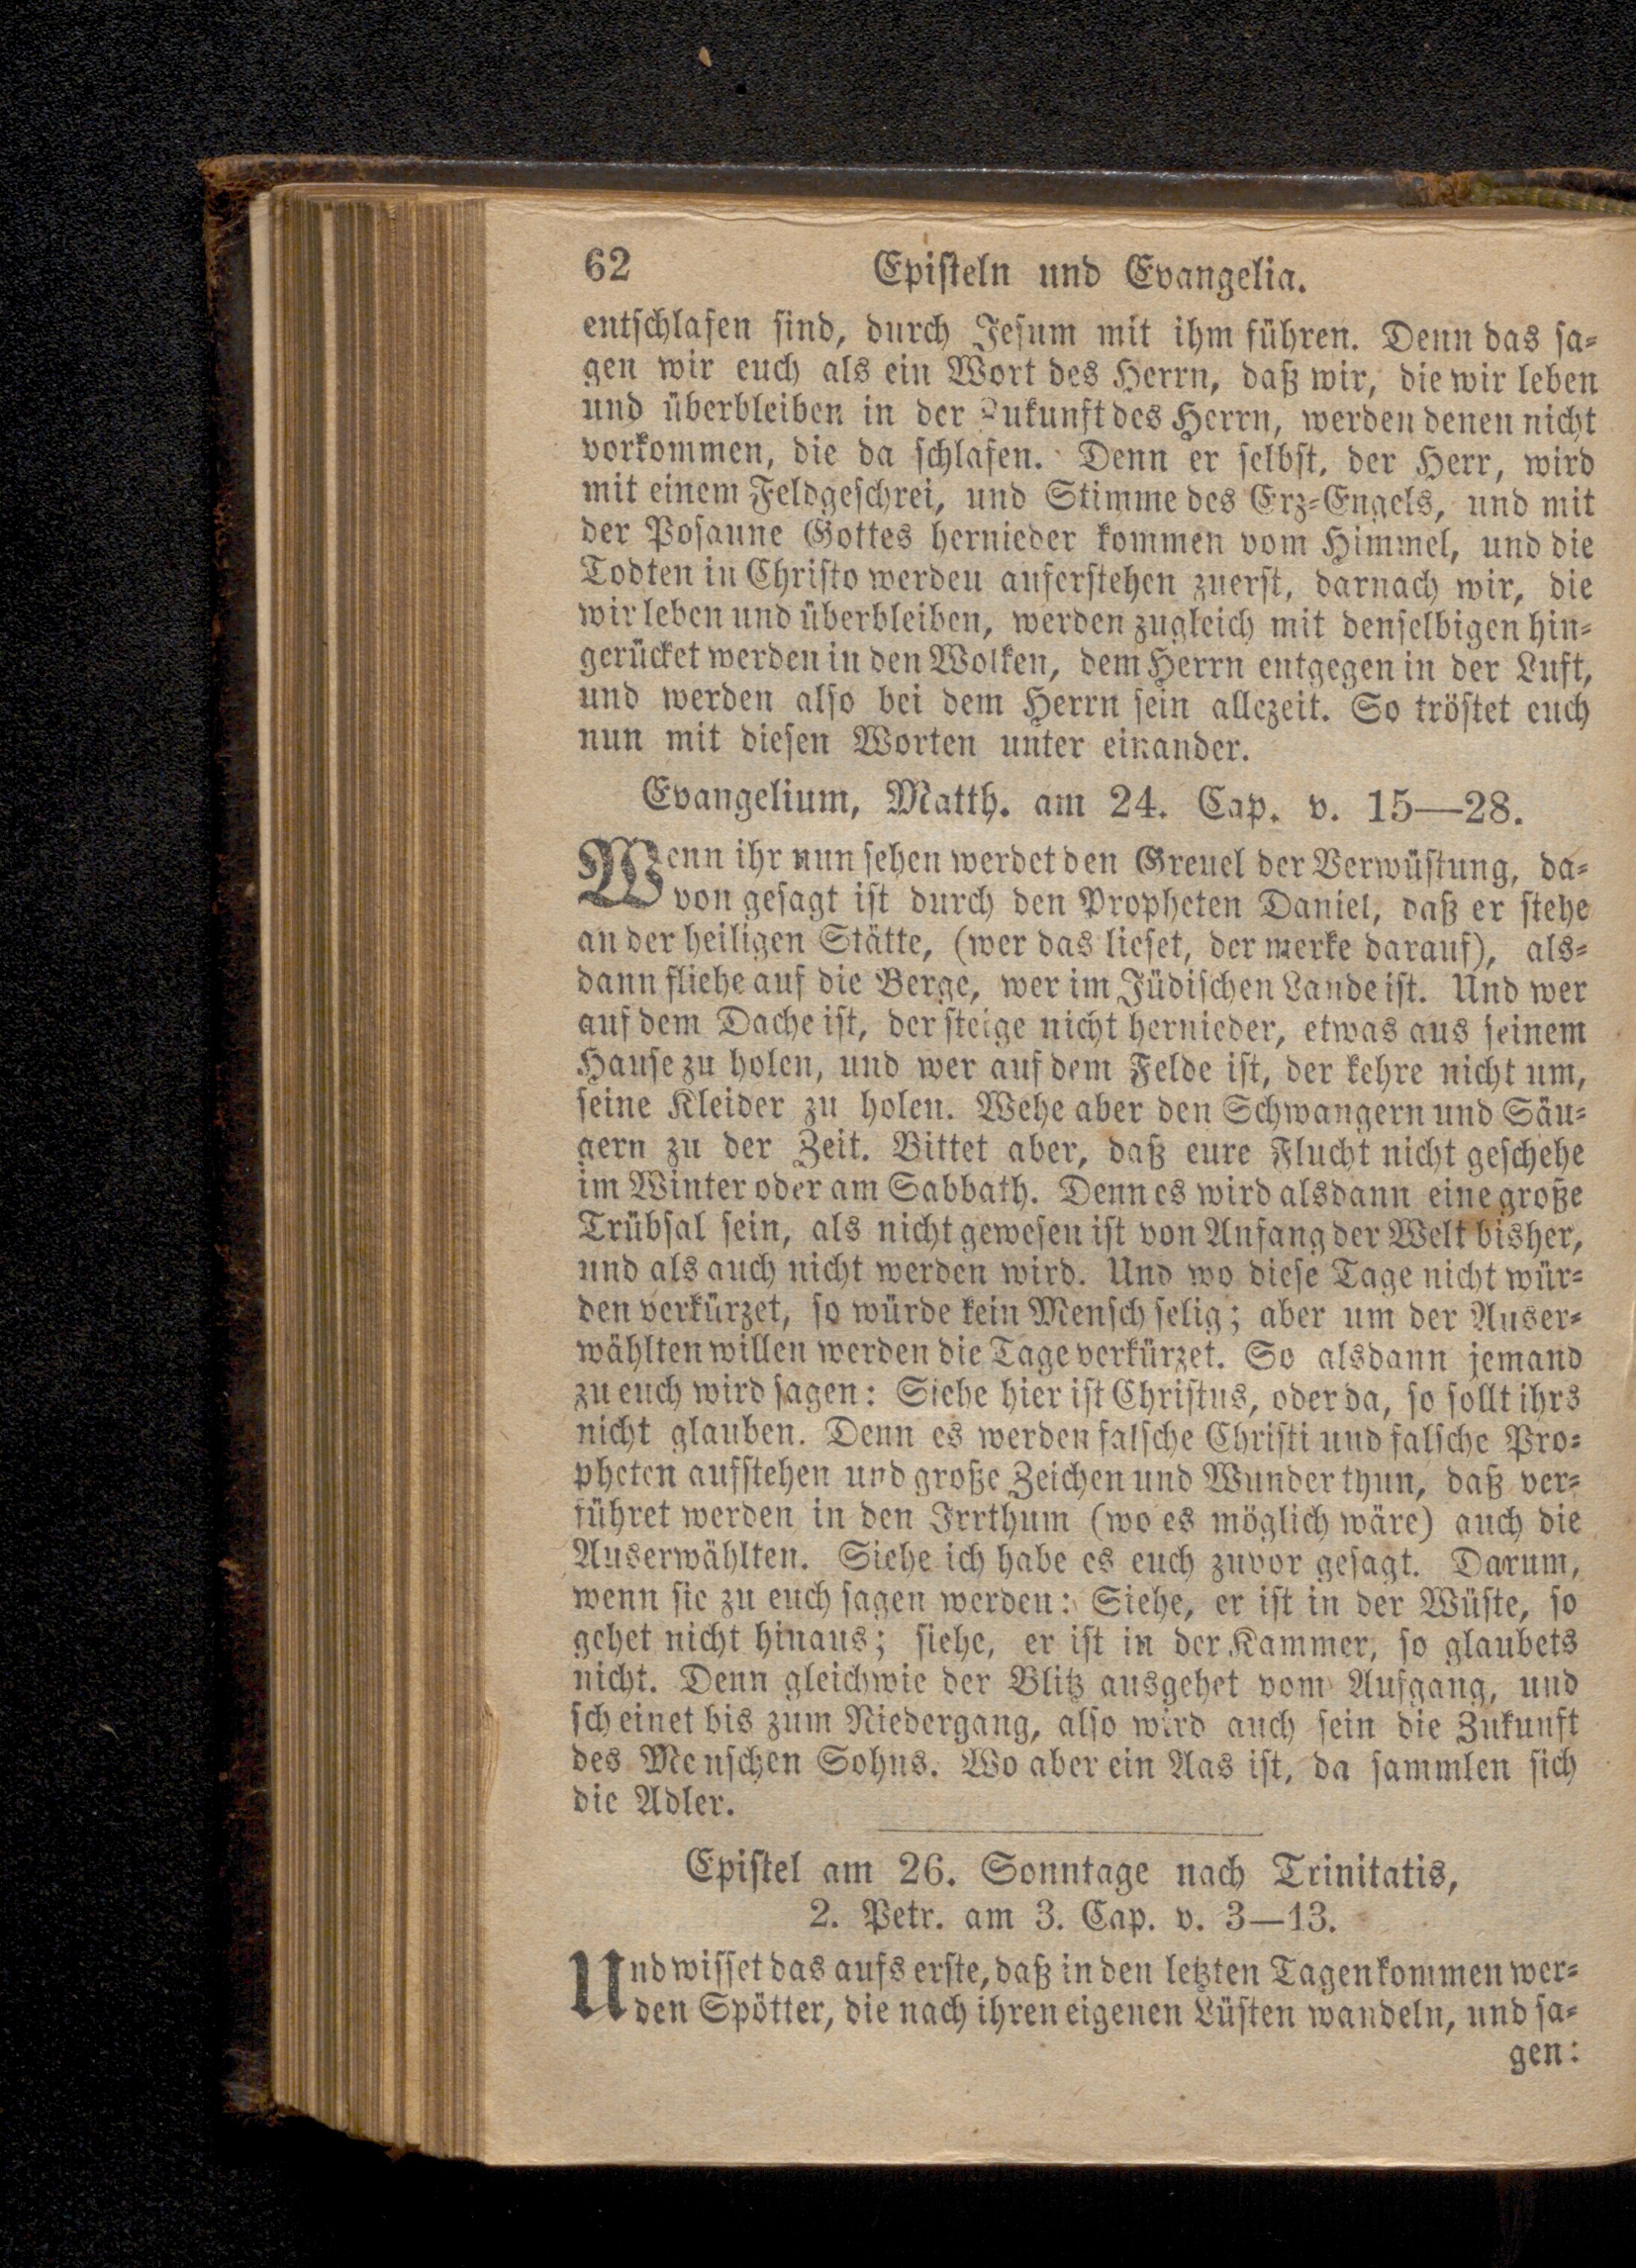 62 Episteln und Evangelia.
entschlafen sind, durch Jesum mit ihm führen. Denn das sa-
gen wir euch als ein Wort des Herrn, daß wir, die wir leben
und überbleiben in der Zukunft des Herrn, werden denen nicht
vorkommen, die da schlafen. Denn er selbst, der Herr, wird
mit einem Feldgeschrei, und Stimme des Erz-Engels, und mit
der Posaune Gottes hernieder kommen vom Himmel, und die
Todten in Christo werden auferstehen zuerst, darnach wir, die
wir leben und überbleiben, werden zugleich mit denselbigen hin-
gerücket werden in den Wolken, dem Herrn entgegen in der Luft,
und werden also bei dem Herrn sein allezeit. So tröstet euch
nun mit diesen Worten unter einander.
Evangelium, Matth. am 24. Cap. v. 15—28.
Wenn ihr nun sehen werdet den Greuel der Verwüstung, da-
von gesagt ist durch den Propheten Daniel, daß er stehe
an der heiligen Stätte, (wer das lieset, der merke darauf), als-
dann fliehe auf die Berge, wer im Jüdischen Lande ist. Und wer
auf dem Dache ist, der steige nicht hernieder, etwas aus seinem
Hause zu holen, und wer auf dem Felde ist, der kehre nicht um,
seine Kleider zu holen. Wehe aber den Schwangern und Säu-
gern zu der Zeit. Bittet aber, daß eure Flucht nicht geschehe
im Winter oder am Sabbath. Denn es wird alsdann eine große
Trübsal sein, als nicht gewesen ist von Anfang der Welt bisher,
und als auch nicht werden wird. Und wo diese Tage nicht wür-
den verkürzet, so würde kein Mensch selig; aber um der Auser-
wählten willen werden die Tage verkürzet. So alsdann jemand
zu euch wird sagen: Siehe hier ist Christus, oder da, so sollt ihrs
nicht glauben. Denn es werden falsche Christi und falsche Pro-
pheten aufstehen und große Zeichen und Wunder thun, daß ver-
führet werden in den Irrthum (wo es möglich wäre) auch die
Auserwählten. Siehe ich habe es euch zuvor gesagt. Darum,
wenn sie zu euch sagen werden: Siehe, er ist in der Wüste, so
gehet nicht hinaus; siehe, er ist in der Kammer, so glaubets
nicht. Denn gleichwie der Blitz ausgehet vom Aufgang, und
scheinet bis zum Niedergang, also wird auch sein die Zukunft
des Menschen Sohns. Wo aber ein Aas ist, da sammlen sich
die Adler.
Epistel am 26. Sonntage nach Trinitatis,
2. Petr. am 3. Cap. v. 3—13.
Und wisset das aufs erste, daß in den letzten Tagen kommen wer-
den Spötter, die nach ihren eigenen Lüsten wandeln, und sa-
gen: